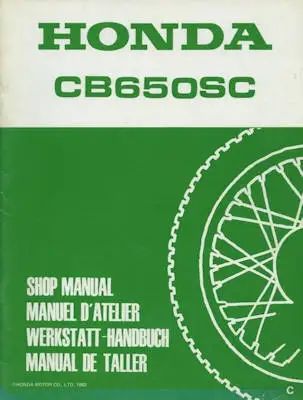 HONDA
CB650SC
SHOP MANUAL
MANUEL D'ATELIER
WERKSTATT-HANDBUCH
MANUAL DE TALLER
©HONDA MOTOR CO., LTD. 1982
C